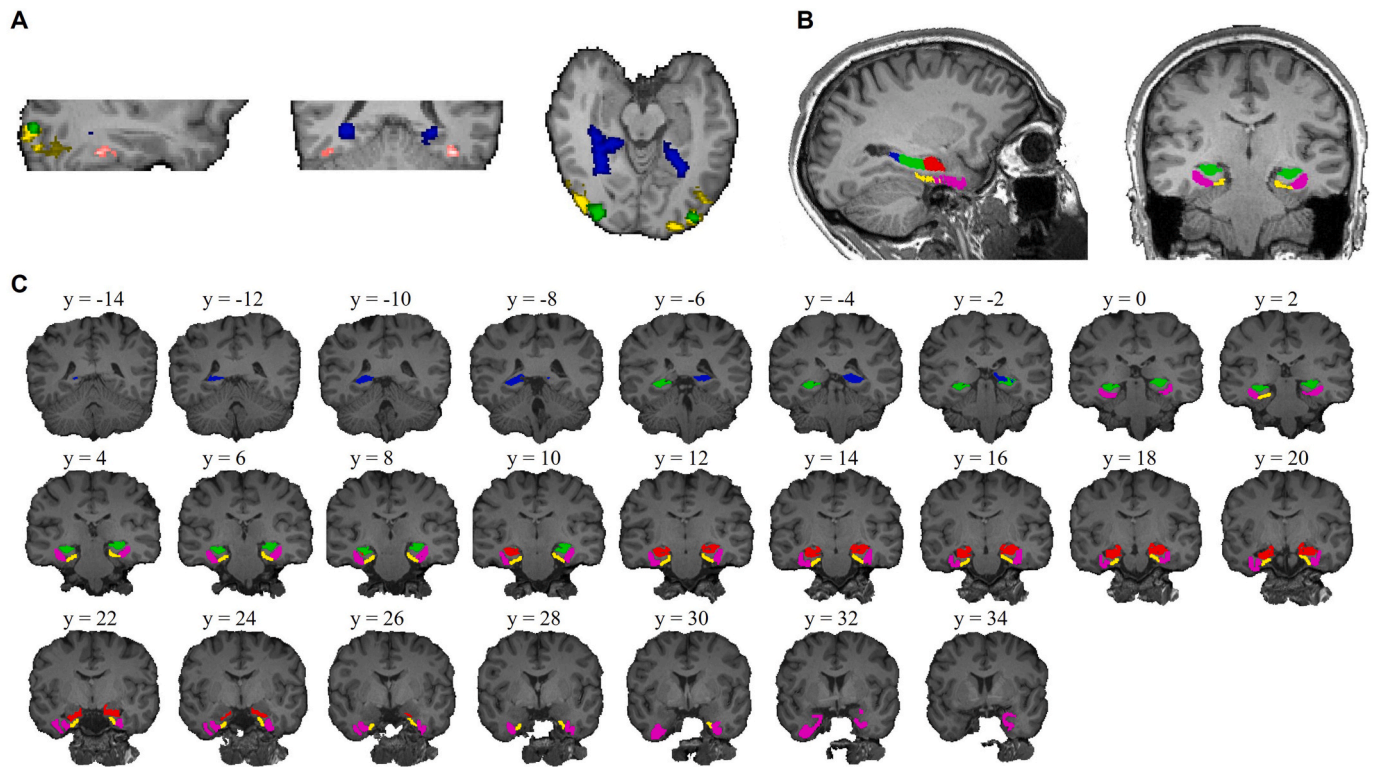 A
B
C
y = -14 y = -12 y = -10 y = -8 y = -6 y = -4 y = -2 y = 0 y = 2
y = 4 y = 6 y = 8 y = 10 y = 12 y = 14 y = 16 y = 18 y = 20
y = 22 y = 24 y = 26 y = 28 y = 30 y = 32 y = 34